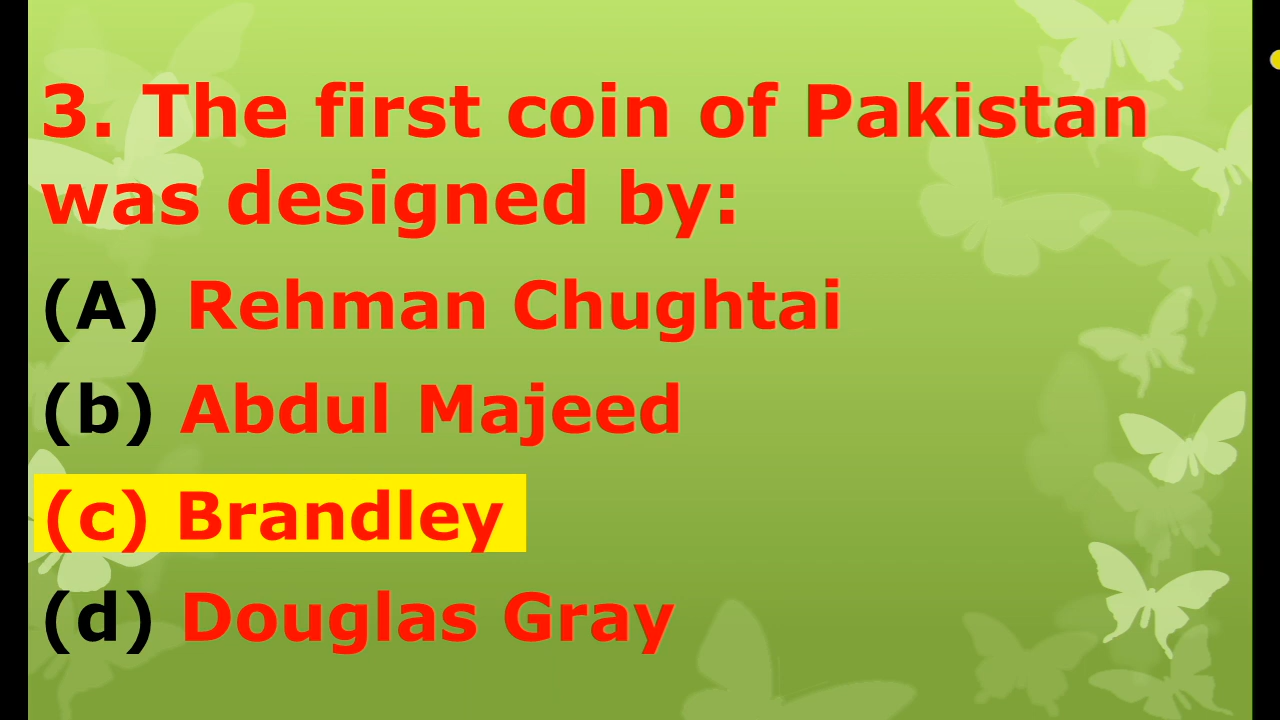 3. The first coin of Pakistan
was designed by:
(A) Rehman Chughtai
(b) Abdul Majeed
(c) Brandley
(d) Douglas Gray